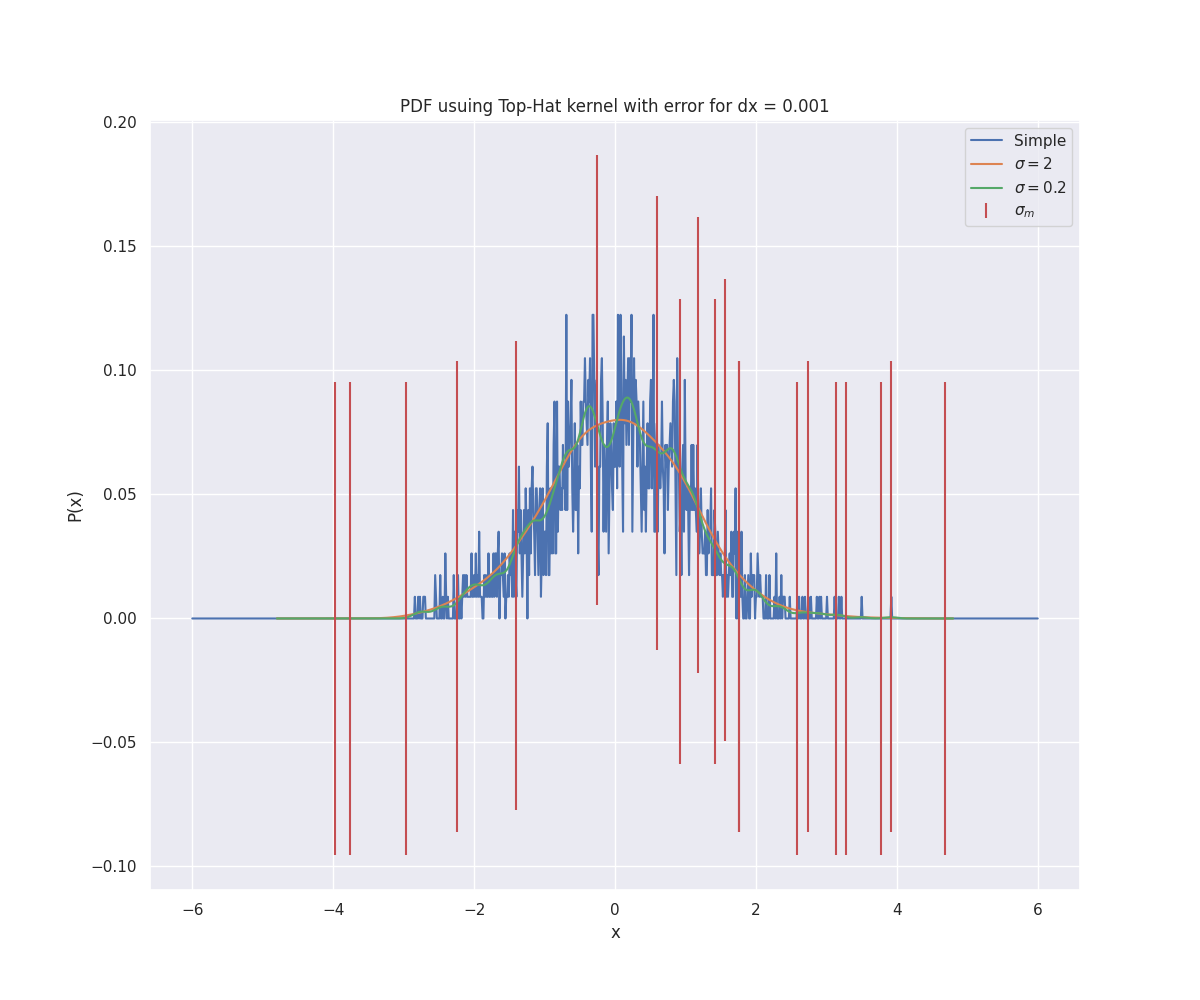 PDF usuing Top-Hat kernel with error for dx = 0.001
0.20
0.15
0.10
0.05
0.00
−0.05
−0.10
P(x)
Simple
σ = 2
σ = 0.2
σm
−6
−4
−2
0
2
4
6
x